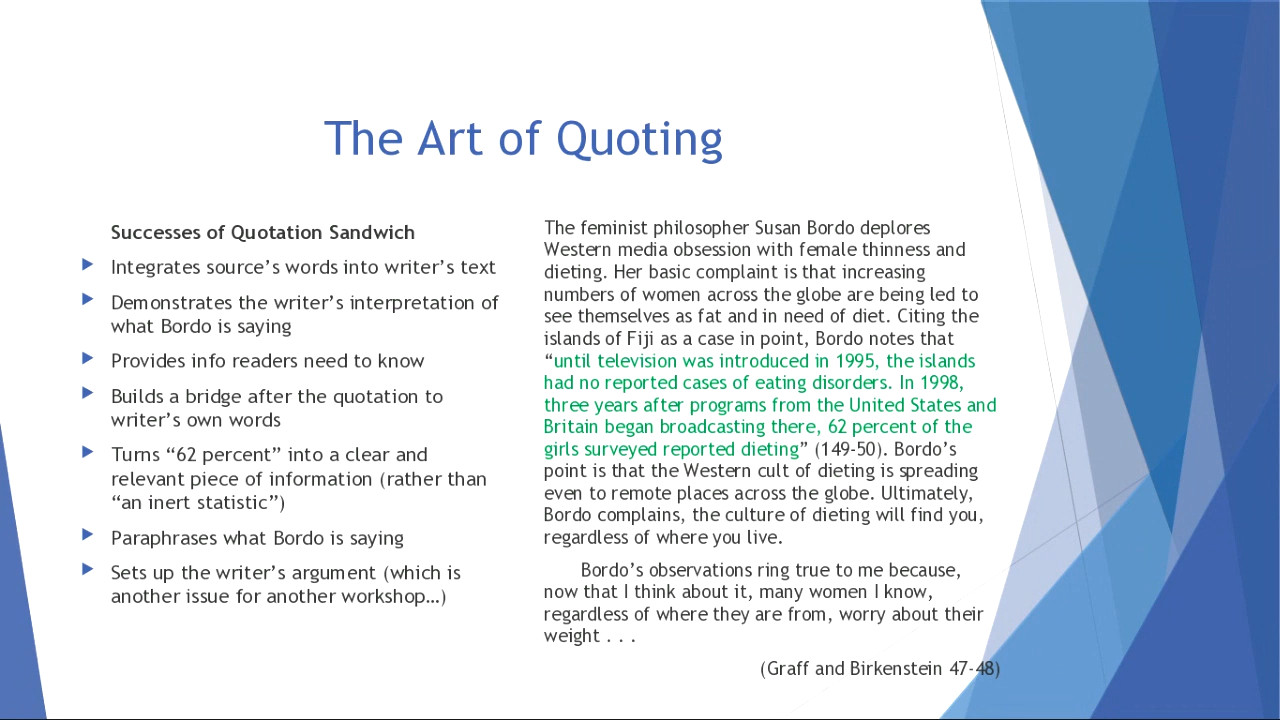 The Art of Quoting
Successes of Quotation Sandwich
Integrates source’s words into writer’s text
Demonstrates the writer’s interpretation of
what Bordo is saying
Provides info readers need to know
Builds a bridge after the quotation to
writer’s own words
Turns “62 percent” into a clear and
relevant piece of information (rather than
“an inert statistic”)
Paraphrases what Bordo is saying
Sets up the writer’s argument (which is
another issue for another workshop…)
The feminist philosopher Susan Bordo deplores
Western media obsession with female thinness and
dieting. Her basic complaint is that increasing
numbers of women across the globe are being led to
see themselves as fat and in need of diet. Citing the
islands of Fiji as a case in point, Bordo notes that
“until television was introduced in 1995, the islands
had no reported cases of eating disorders. In 1998,
three years after programs from the United States and
Britain began broadcasting there, 62 percent of the
girls surveyed reported dieting” (149-50). Bordo’s
point is that the Western cult of dieting is spreading
even to remote places across the globe. Ultimately,
Bordo complains, the culture of dieting will find you,
regardless of where you live.
Bordo’s observations ring true to me because,
now that I think about it, many women I know,
regardless of where they are from, worry about their
weight . . .
(Graff and Birkenstein 47-48)